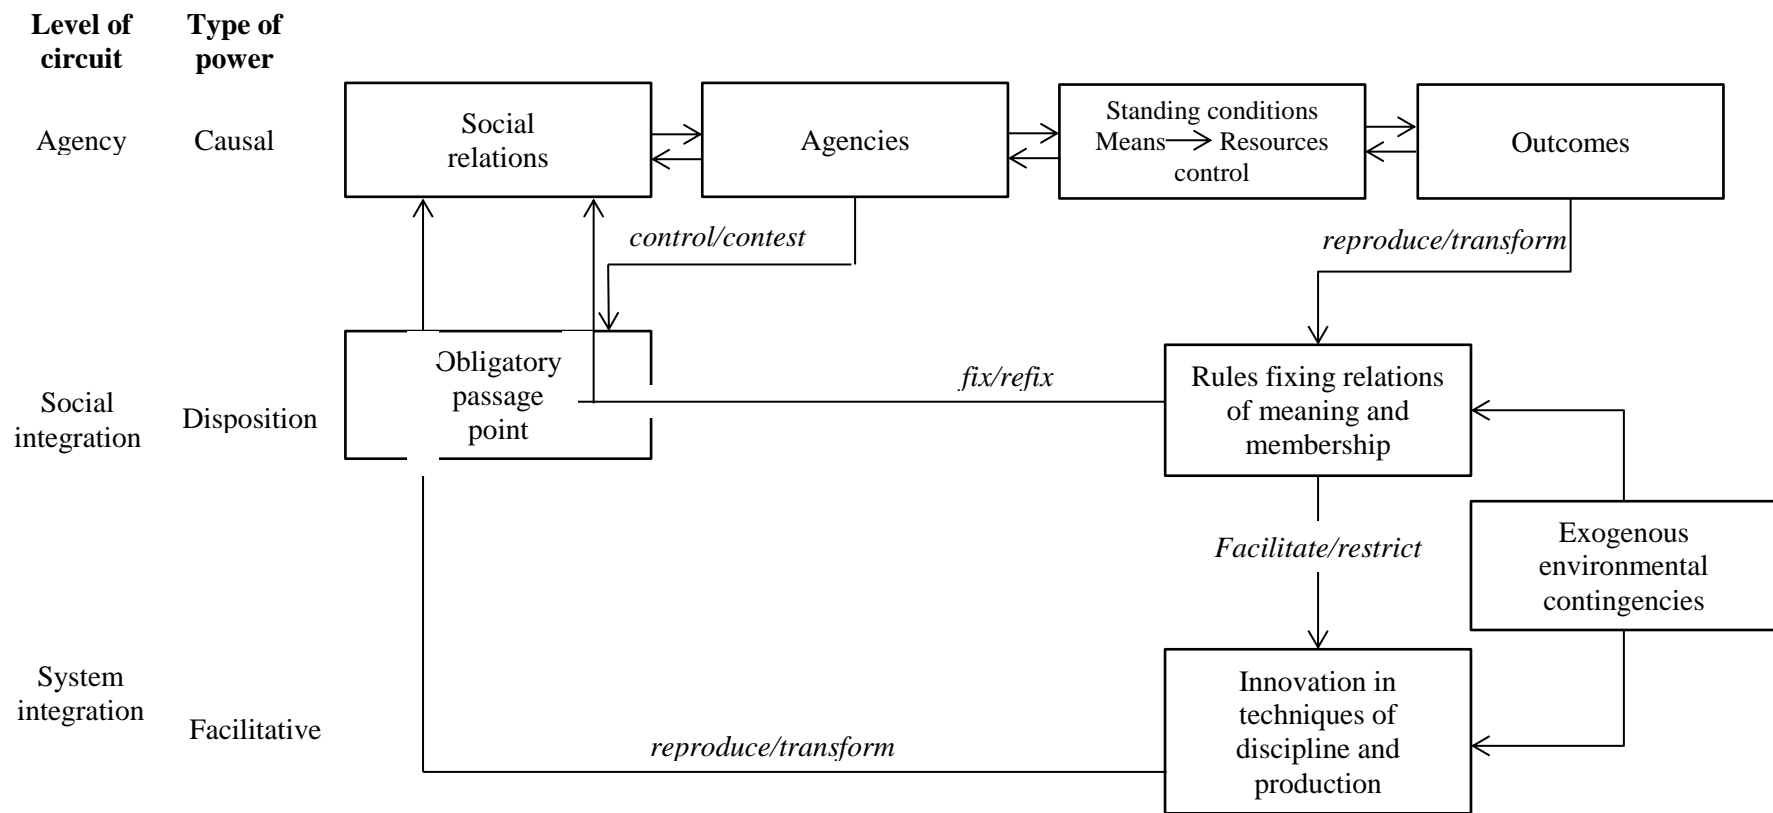 Level of
circuit
Type of
power
Agency
Causal
Social
relations
Agencies
Standing conditions
Means Resources
control
Outcomes
control/contest
reproduce/transform
Social
integration
Disposition
Obligatory
passage
point
fix/refix
Rules fixing relations
of meaning and
membership
Facilitate/restrict
Exogenous
environmental
contingencies
System
integration
Facilitative
reproduce/transform
Innovation in
techniques of
discipline and
production